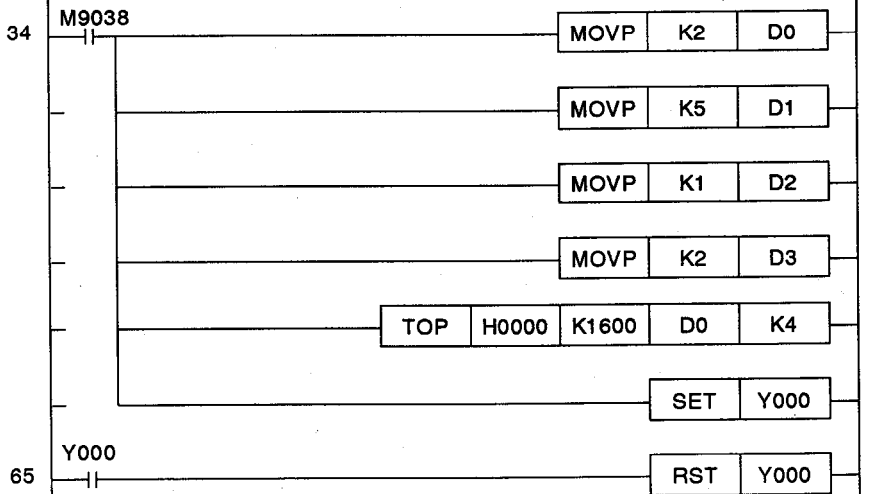 M9038
34 MOVP K2 D0
MOVP K5 D1
MOVP K1 D2
MOVP K2 D3
TOP H0000 K1600 D0 K4
SET Y000
Y000
65 RST Y000